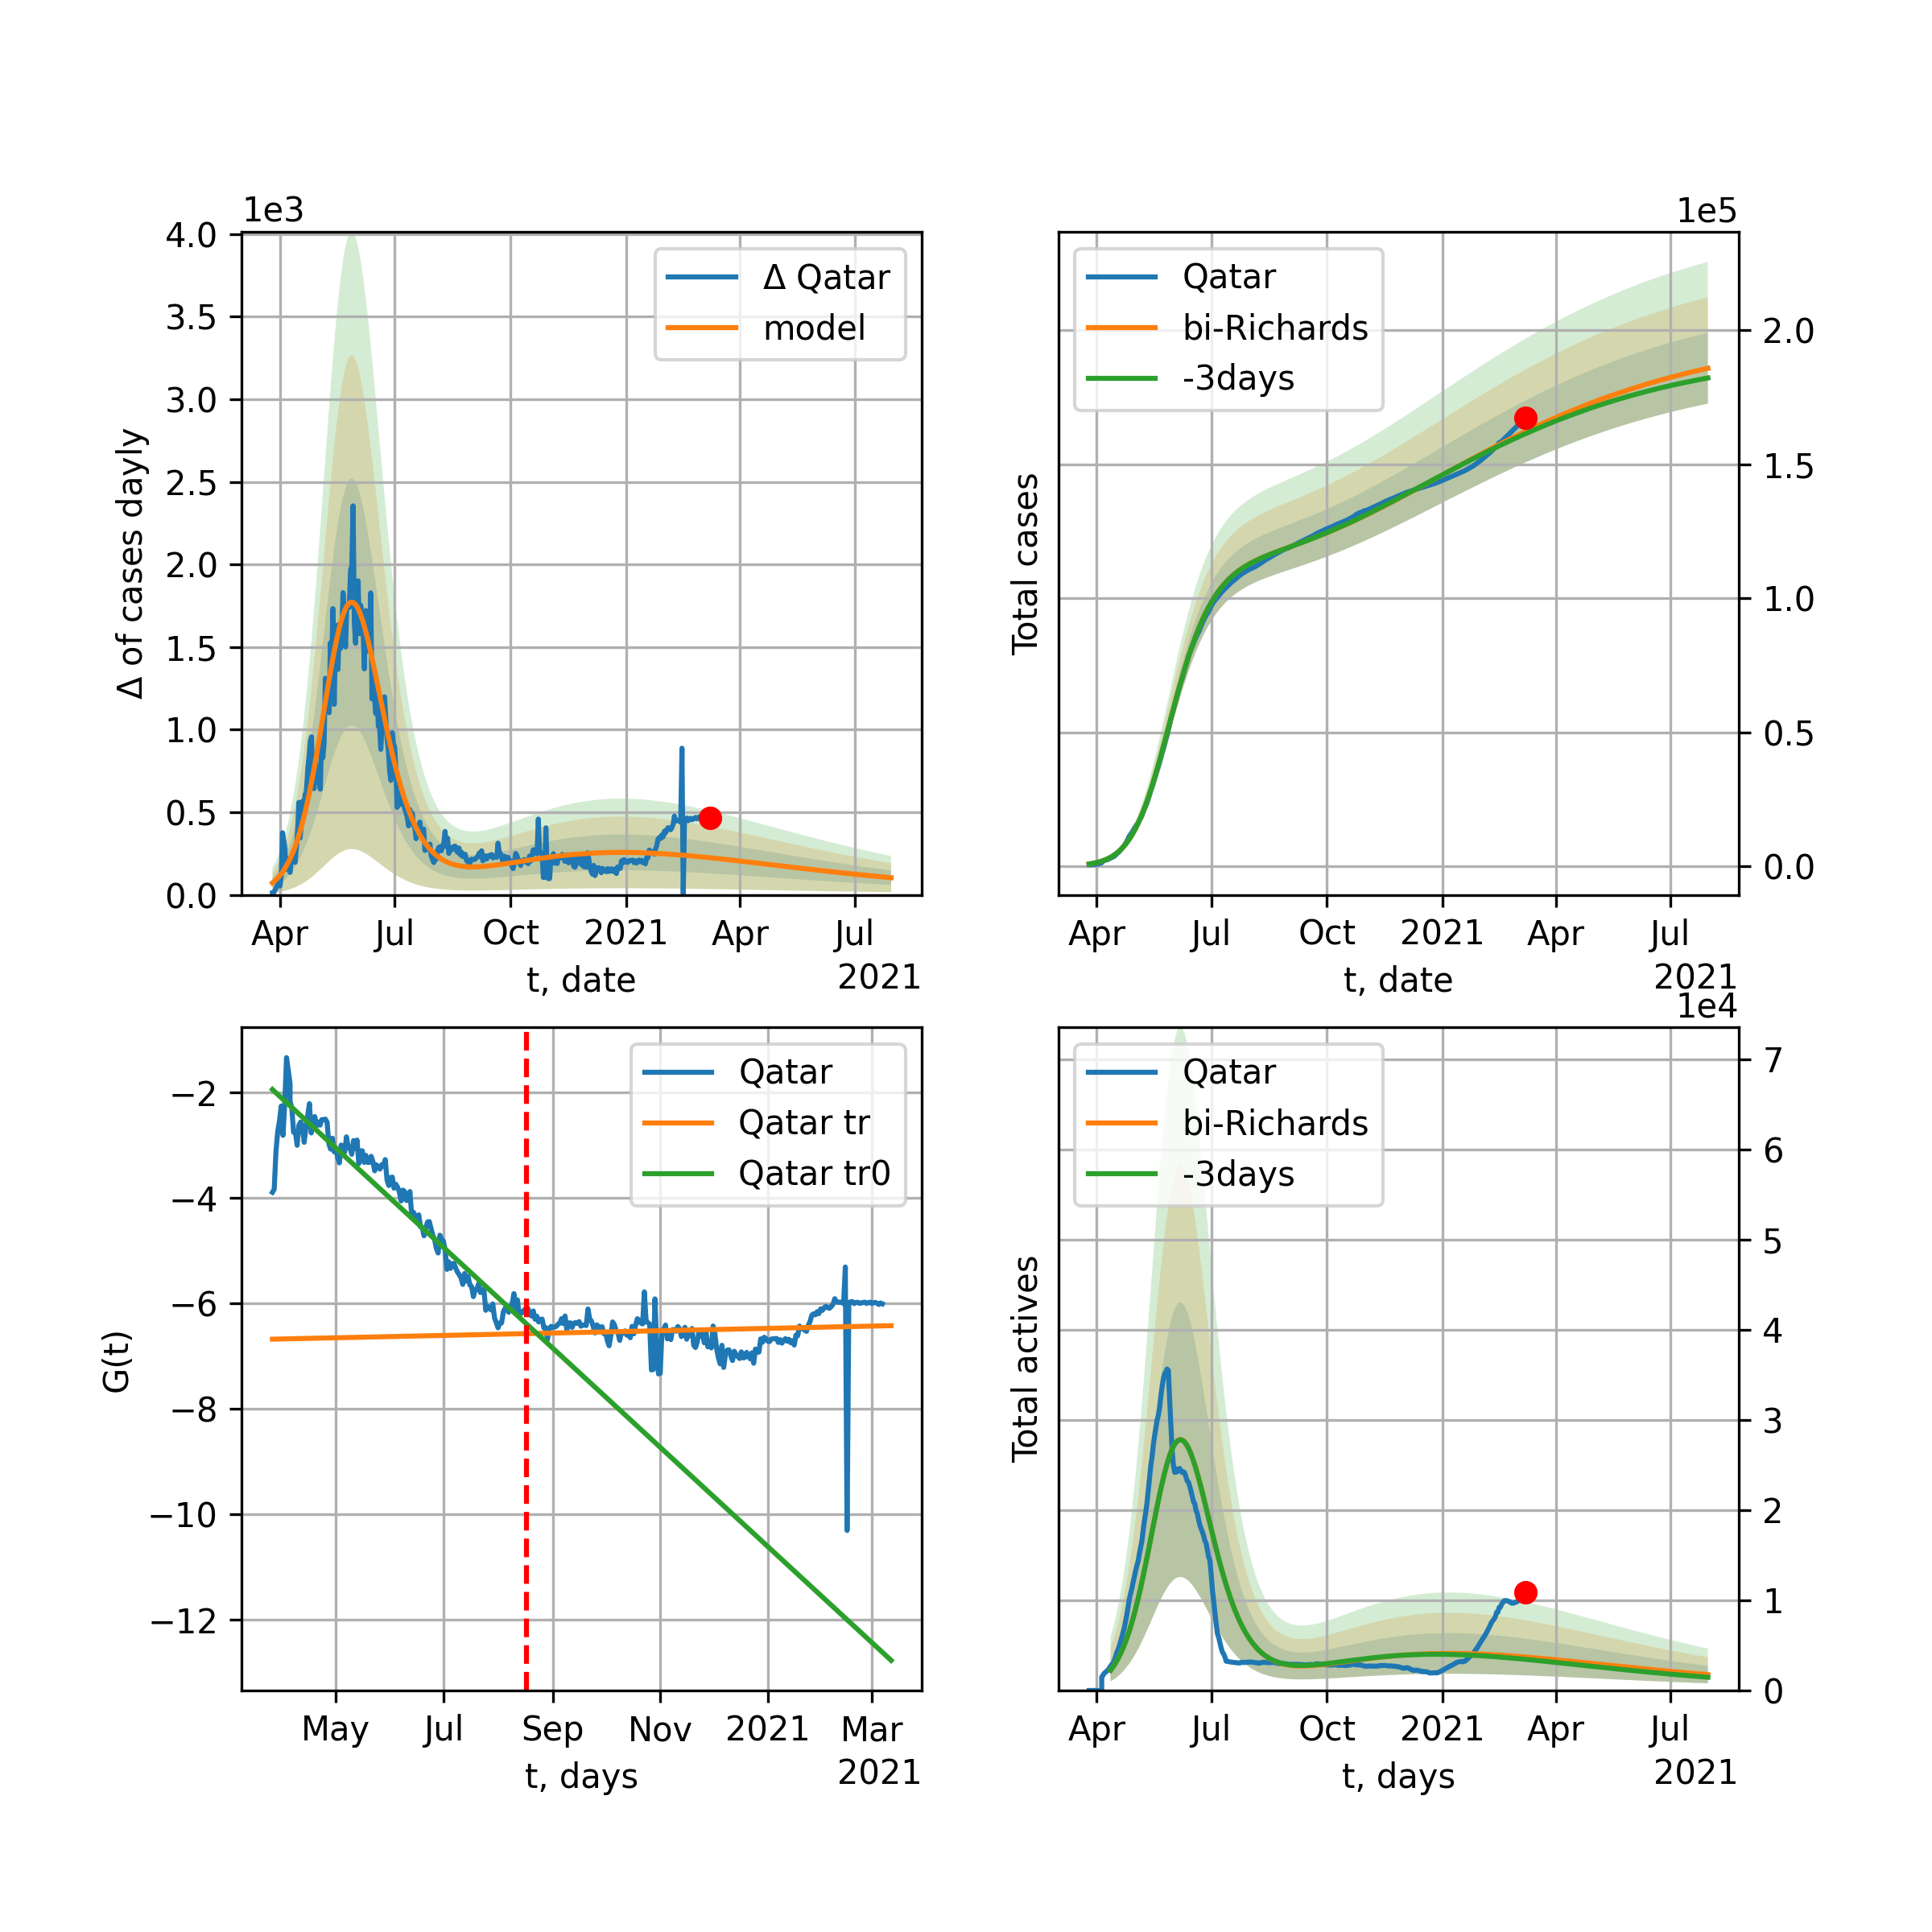 1e3
4.0
3.5
3.0
2.5
2.0
1.5
1.0
0.5
0.0
Δ of cases dayly
Δ Qatar
model
Apr Jul Oct 2021 Apr Jul
2021
t, date
1e5
Total cases
Qatar
bi-Richards
-3days
2.0
1.5
1.0
0.5
0.0
Apr Jul Oct 2021 Apr Jul
2021
t, date
G(t)
−2
−4
−6
−8
−10
−12
Qatar
Qatar tr
Qatar tr0
May Jul Sep Nov 2021 Mar
2021
t, days
1e4
Total actives
Qatar
bi-Richards
-3days
7
6
5
4
3
2
1
0
Apr Jul Oct 2021 Apr Jul
2021
t, days